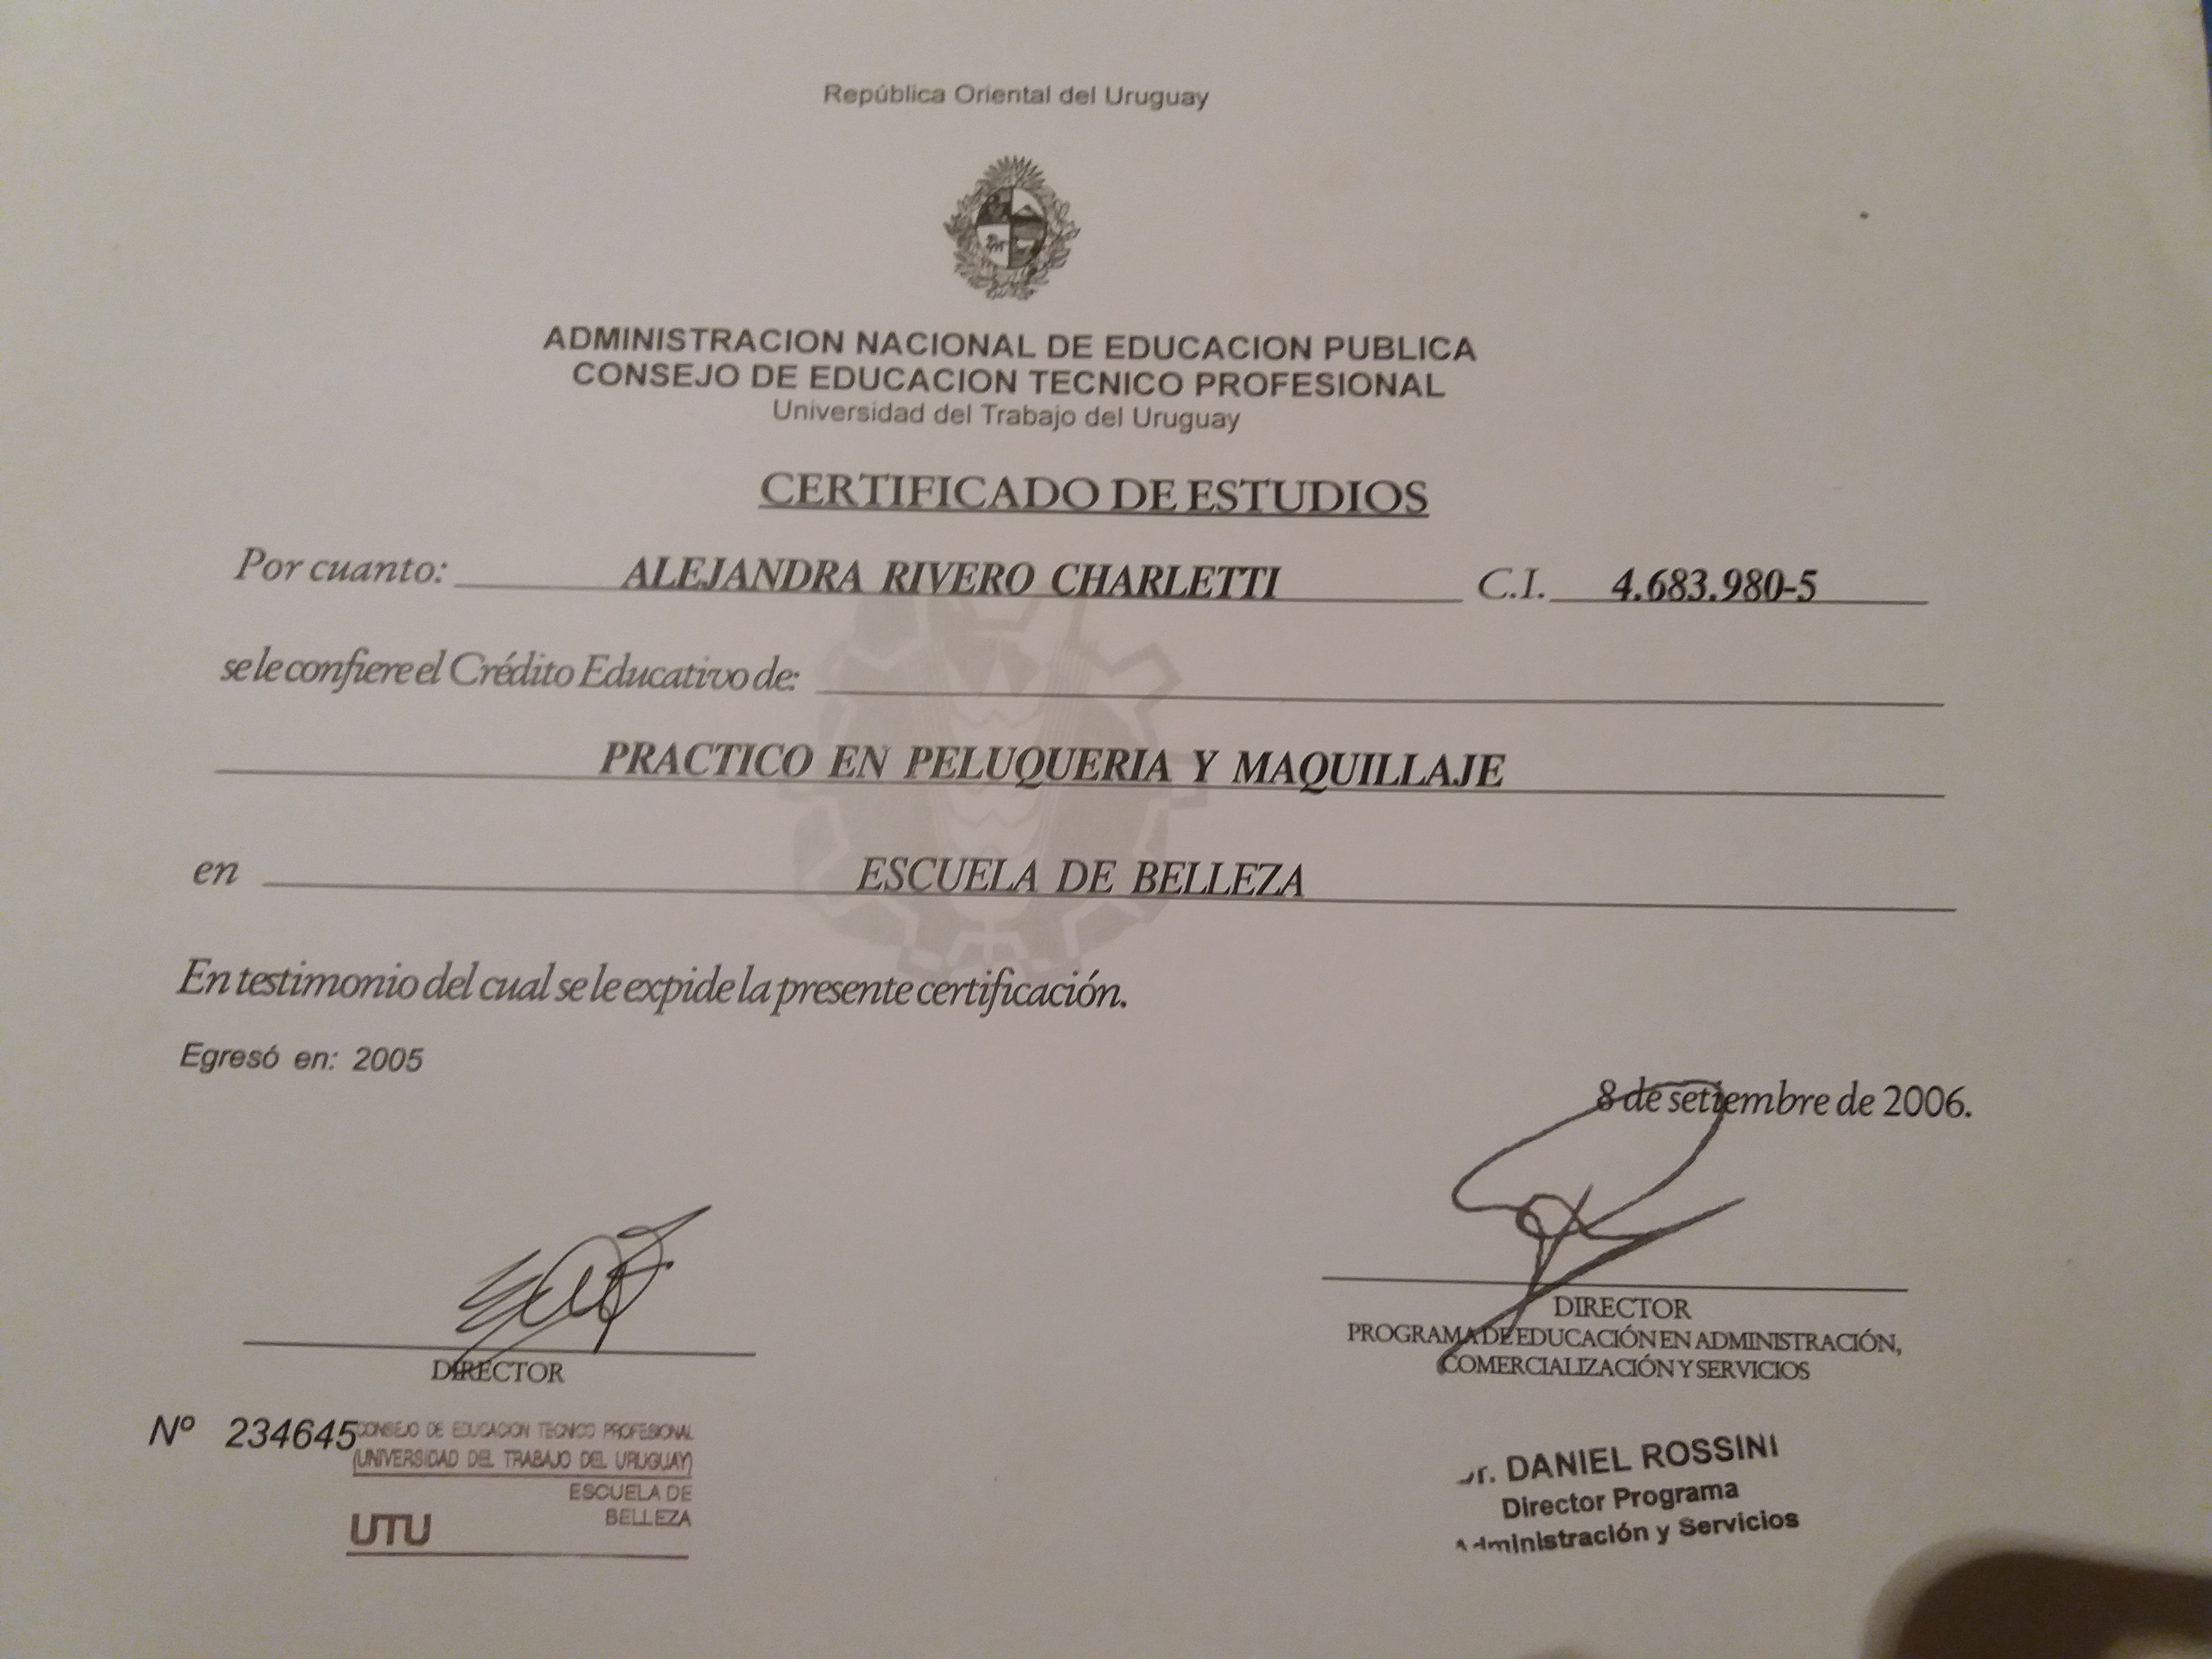 República Oriental del Uruguay
ADMINISTRACION NACIONAL DE EDUCACION PUBLICA
CONSEJO DE EDUCACION TECNICO PROFESIONAL
Universidad del Trabajo del Uruguay
CERTIFICADO DE ESTUDIOS
Por cuanto: ALEJANDRA RIVERO CHARLETTI C.I. 4.683.980-5
se le confiere el Crédito Educativo de:
PRACTICO EN PELUQUERIA Y MAQUILLAJE
en ESCUELA DE BELLEZA
En testimonio del cual se le expide la presente certificación.
Egresó en: 2005
8 de setiembre de 2006.
DIRECTOR
DIRECTOR
PROGRAMA DE EDUCACIÓN EN ADMINISTRACIÓN,
COMERCIALIZACIÓN Y SERVICIOS
Nº 234645
CONSEJO DE EDUCACION TECNICO PROFESIONAL
(UNIVERSIDAD DEL TRABAJO DEL URUGUAY)
ESCUELA DE
BELLEZA
UTU
DANIEL ROSSINI
Director Programa
Administración y Servicios